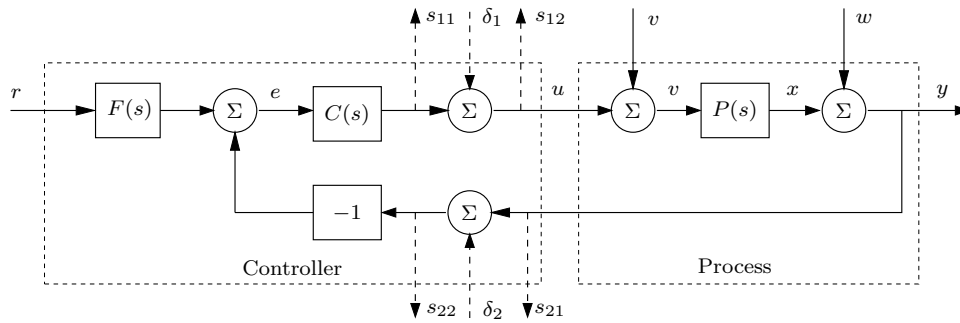 s11 δ1 s12 v w
r F(s) Σ e C(s) Σ u Σ v P(s) x Σ y
−1 Σ
Controller Process
s22 δ2 s21